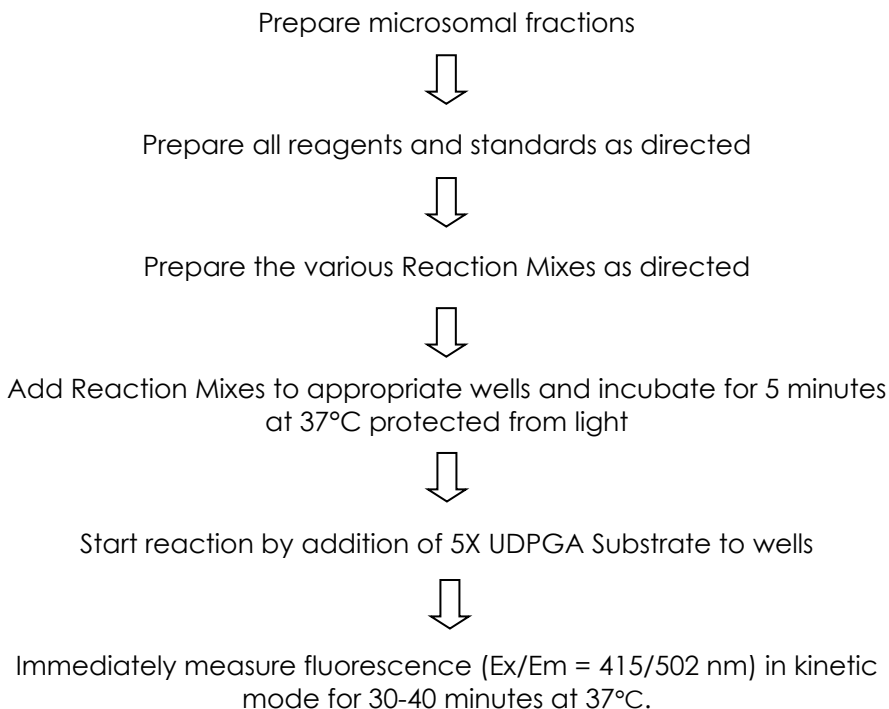 Prepare microsomal fractions
Prepare all reagents and standards as directed
Prepare the various Reaction Mixes as directed
Add Reaction Mixes to appropriate wells and incubate for 5 minutes
at 37°C protected from light
Start reaction by addition of 5X UDPGA Substrate to wells
Immediately measure fluorescence (Ex/Em = 415/502 nm) in kinetic
mode for 30-40 minutes at 37°C.